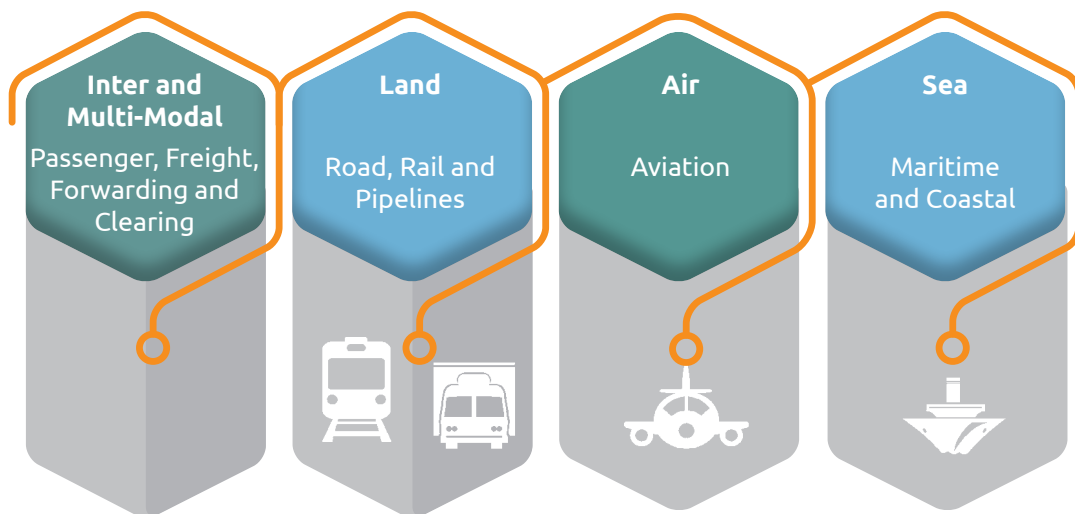 Inter and
Multi-Modal
Passenger, Freight,
Forwarding and
Clearing
Land
Road, Rail and
Pipelines
Air
Aviation
Sea
Maritime
and Coastal